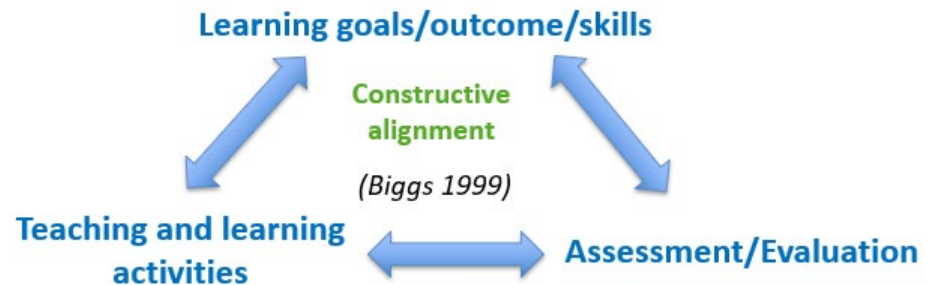 Learning goals/outcome/skills
Constructive
alignment
(Biggs 1999)
Teaching and learning
activities
Assessment/Evaluation